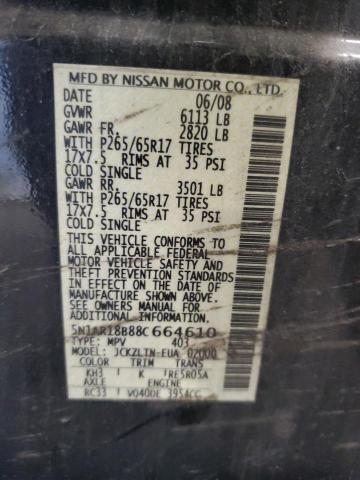 MFD BY NISSAN MOTOR CO., LTD.
DATE 06/08
GVWR 6113 LB
GAWR FR. 2820 LB
WITH P265/65R17 TIRES
17X7.5 RIMS AT 35 PSI
COLD SINGLE
GAWR RR. 3501 LB
WITH P265/65R17 TIRES
17X7.5 RIMS AT 35 PSI
COLD SINGLE
THIS VEHICLE CONFORMS TO
ALL APPLICABLE FEDERAL
MOTOR VEHICLE SAFETY AND
THEFT PREVENTION STANDARDS
IN EFFECT ON THE DATE OF
MANUFACTURE SHOWN ABOVE.
SEE OWNERS MANUAL FOR
ADDITIONAL INFORMATION
5N1AR18B88C664610
TYPE: MPV 403
MODEL: JCKZLTN-EUA 02000
COLOR TRIM TRANS
KH3 K RE5R05A
AXLE ENGINE
RC33 VQ40DE 3954CC